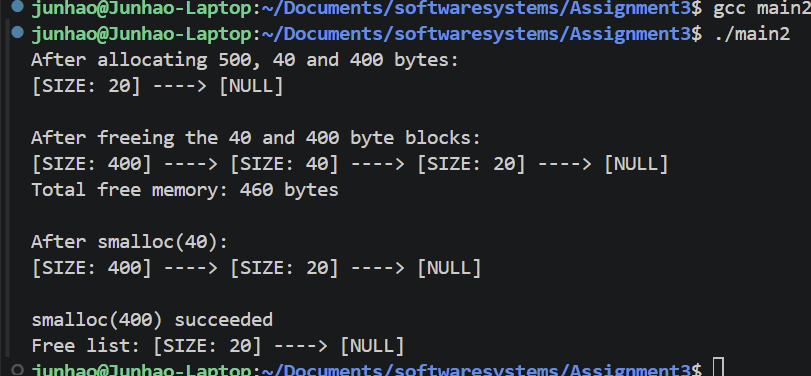 junhao@Junhao-Laptop:~/Documents/softwaresystems/Assignment3$ gcc main2
junhao@Junhao-Laptop:~/Documents/softwaresystems/Assignment3$ ./main2
After allocating 500, 40 and 400 bytes:
[SIZE: 20] ----> [NULL]
After freeing the 40 and 400 byte blocks:
[SIZE: 400] ----> [SIZE: 40] ----> [SIZE: 20] ----> [NULL]
Total free memory: 460 bytes
After smalloc(40):
[SIZE: 400] ----> [SIZE: 20] ----> [NULL]
smalloc(400) succeeded
Free list: [SIZE: 20] ----> [NULL]
junhao@Junhao-Laptop:~/Documents/softwaresystems/Assignment3$